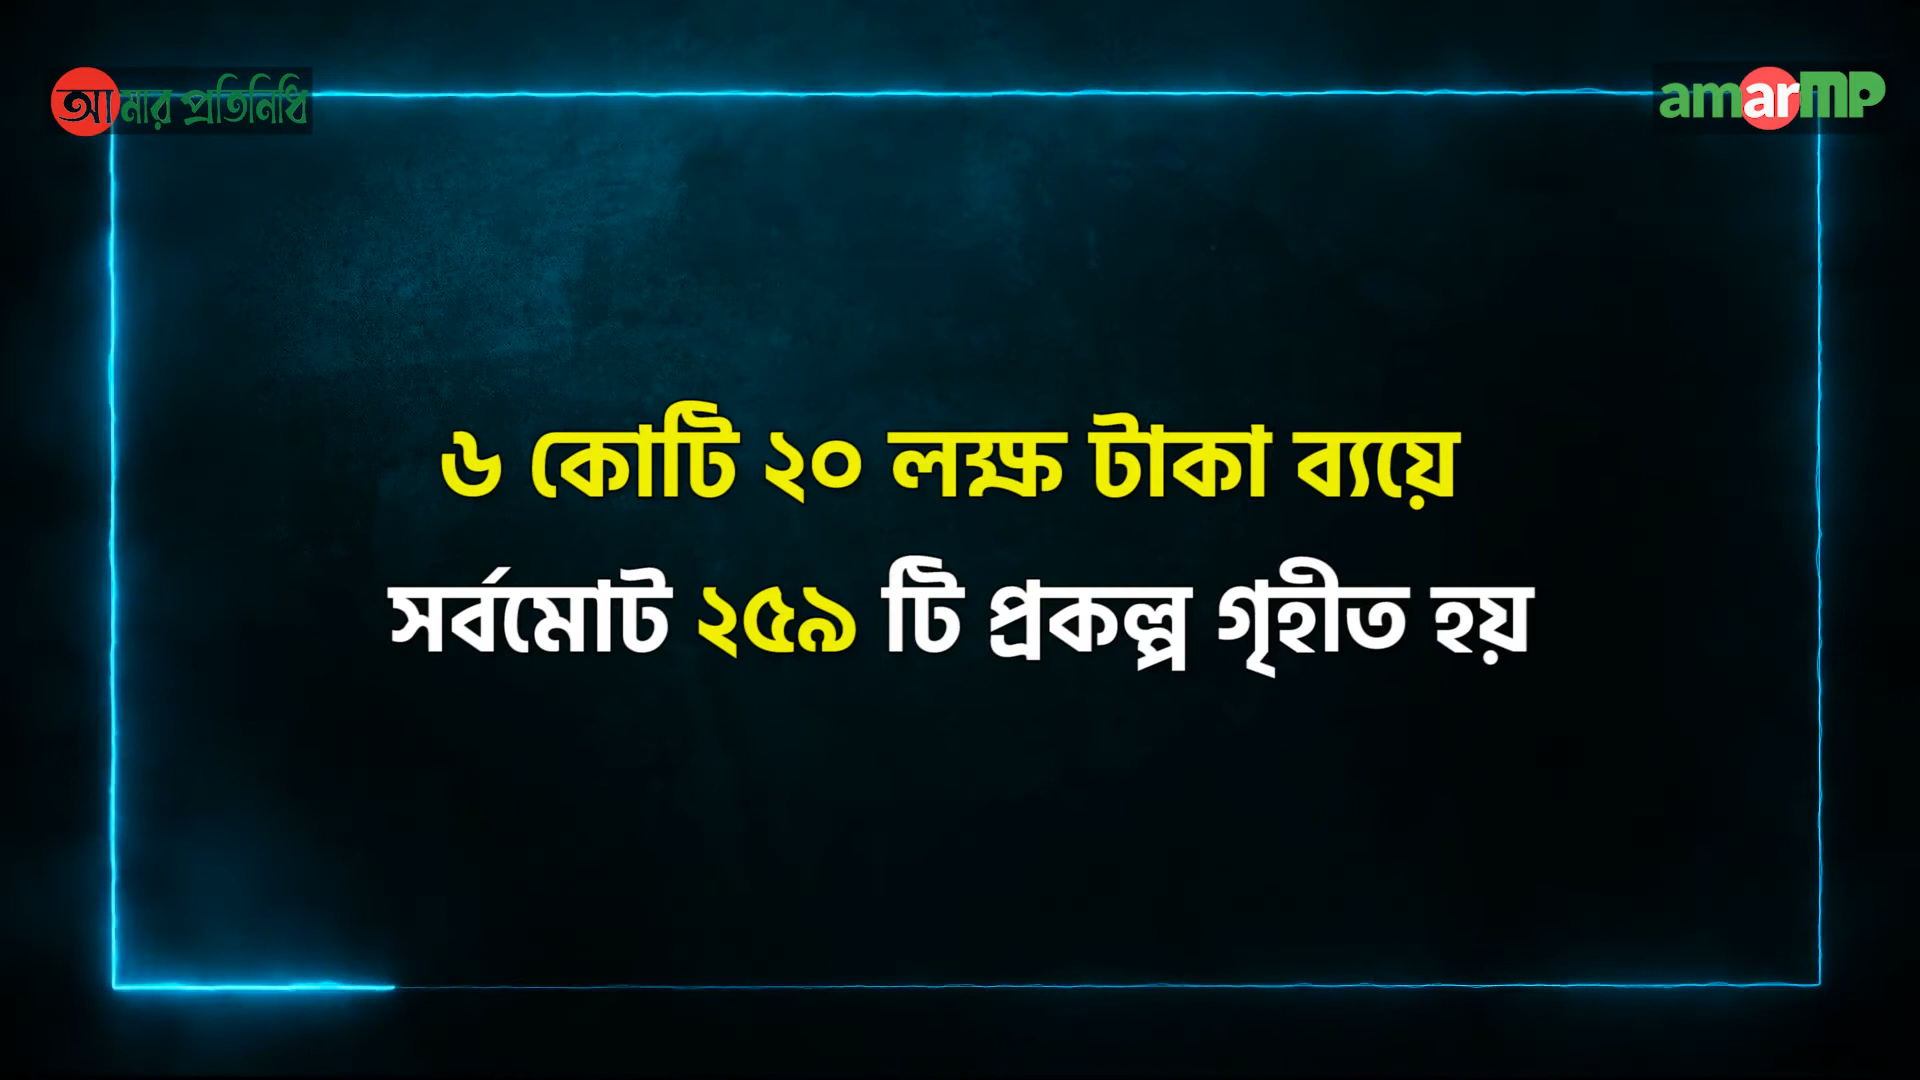 আমার প্রতিনিধি
amarMP
৬ কোটি ২০ লক্ষ টাকা ব্যয়ে
সর্বমোট ২৫৯ টি প্রকল্প গৃহীত হয়